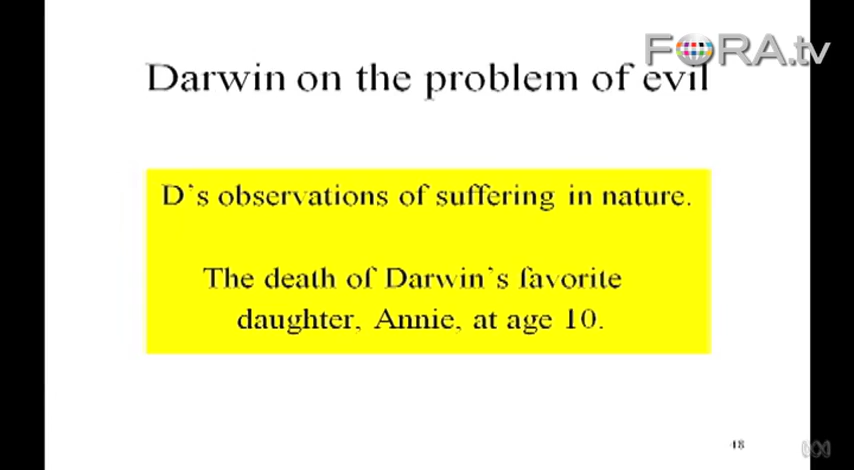 FORA.tv
Darwin on the problem of evil
D's observations of suffering in nature.
The death of Darwin's favorite
daughter, Annie, at age 10.
48